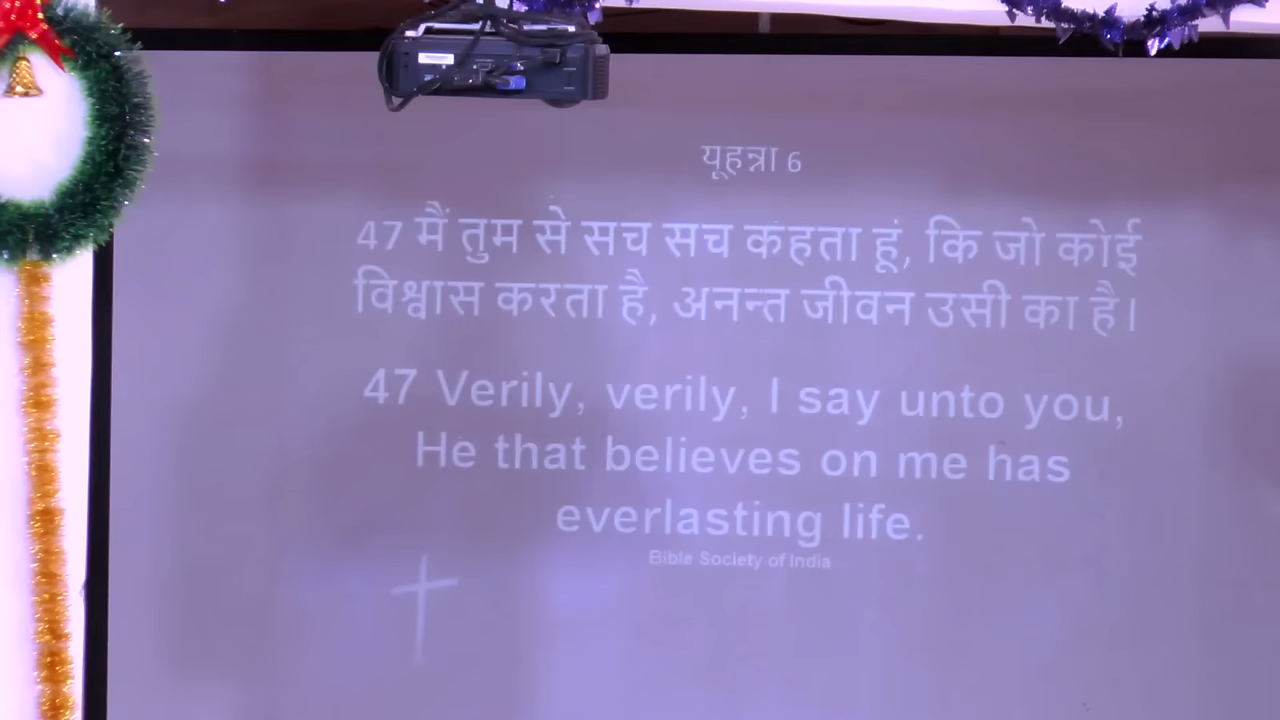 यूहन्ना 6
47 मैं तुम से सच सच कहता हूं, कि जो कोई
विश्वास करता है, अनन्त जीवन उसी का है।
47 Verily, verily, I say unto you,
He that believes on me has
everlasting life.
Bible Society of India